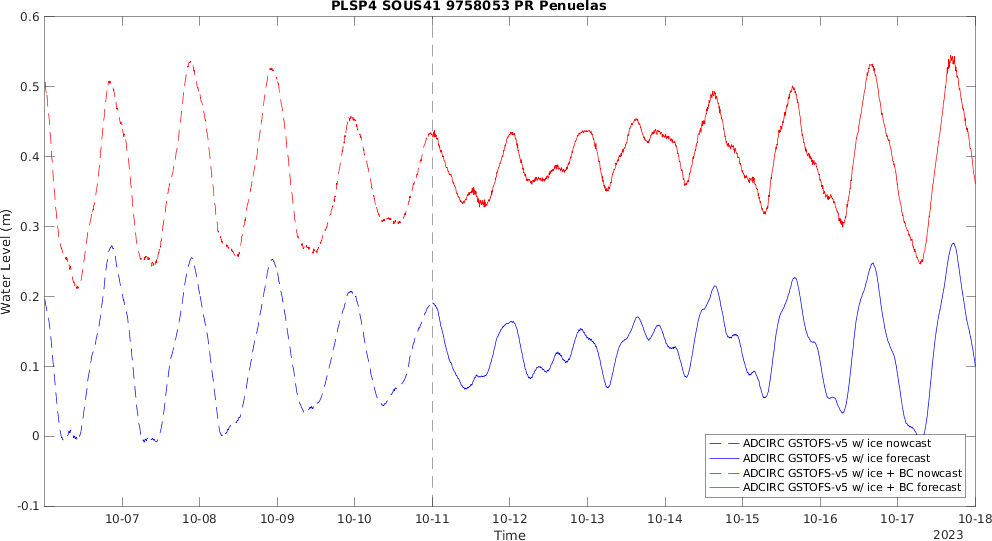 PLSP4 SOUS41 9758053 PR Penuelas
0.6
0.5
0.4
0.3
0.2
0.1
0
-0.1
Water Level (m)
10-07 10-08 10-09 10-10 10-11 10-12 10-13 10-14 10-15 10-16 10-17 10-18
Time
2023
ADCIRC GSTOFS-v5 w/ ice nowcast
ADCIRC GSTOFS-v5 w/ ice forecast
ADCIRC GSTOFS-v5 w/ ice + BC nowcast
ADCIRC GSTOFS-v5 w/ ice + BC forecast